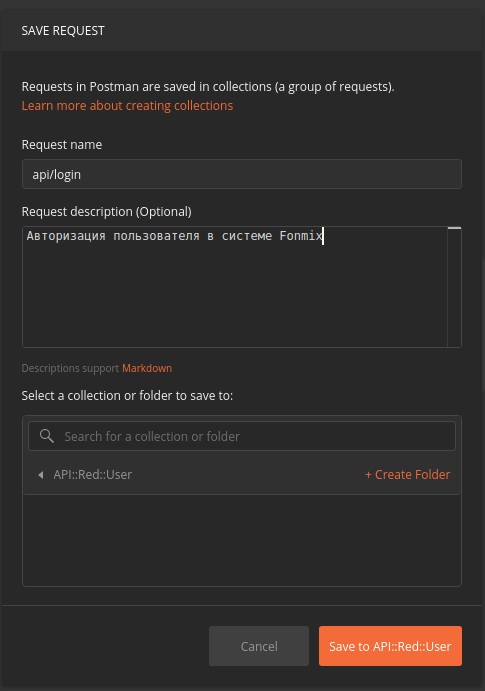 SAVE REQUEST
Requests in Postman are saved in collections (a group of requests).
Learn more about creating collections
Request name
api/login
Request description (Optional)
Авторизация пользователя в системе Fonmix
Descriptions support Markdown
Select a collection or folder to save to:
Search for a collection or folder
API::Red::User + Create Folder
Cancel Save to API::Red::User